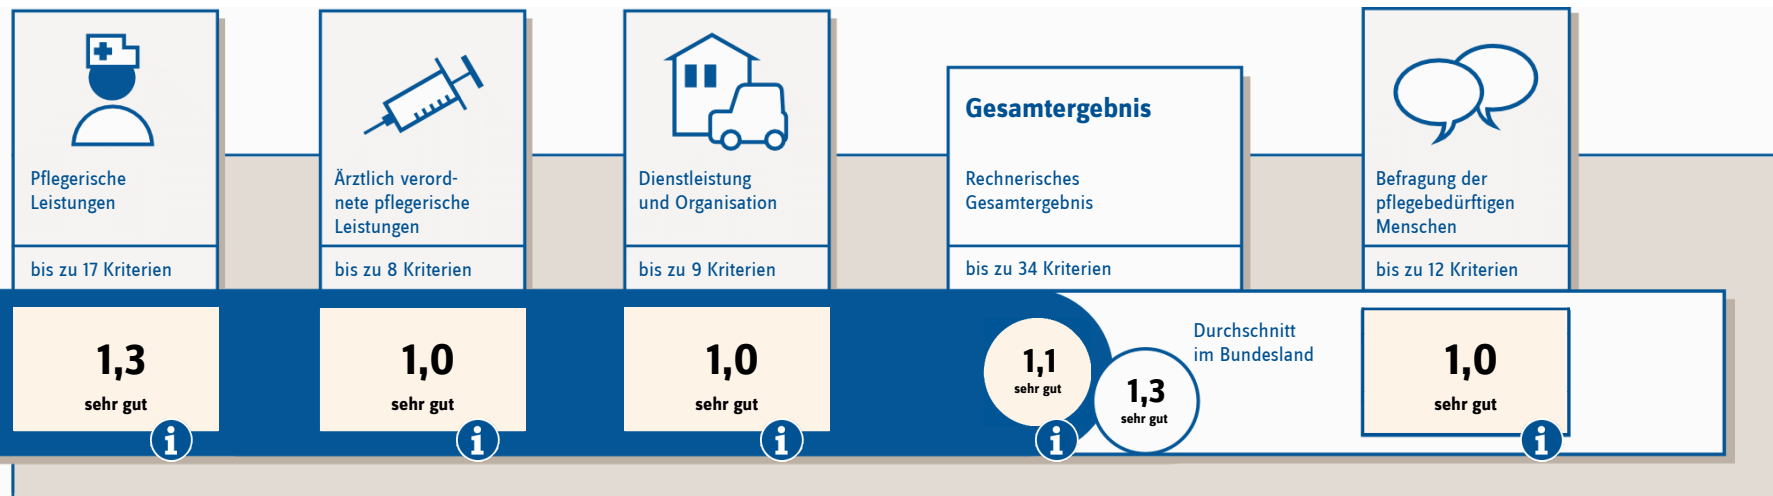 Pflegerische
Leistungen
bis zu 17 Kriterien
1,3
sehr gut
i
Ärztlich verord-
nete pflegerische
Leistungen
bis zu 8 Kriterien
1,0
sehr gut
i
Dienstleistung
und Organisation
bis zu 9 Kriterien
1,0
sehr gut
i
Gesamtergebnis
Rechnerisches
Gesamtergebnis
bis zu 34 Kriterien
1,1
sehr gut
i
1,3
sehr gut
Durchschnitt
im Bundesland
Befragung der
pflegebedürftigen
Menschen
bis zu 12 Kriterien
1,0
sehr gut
i